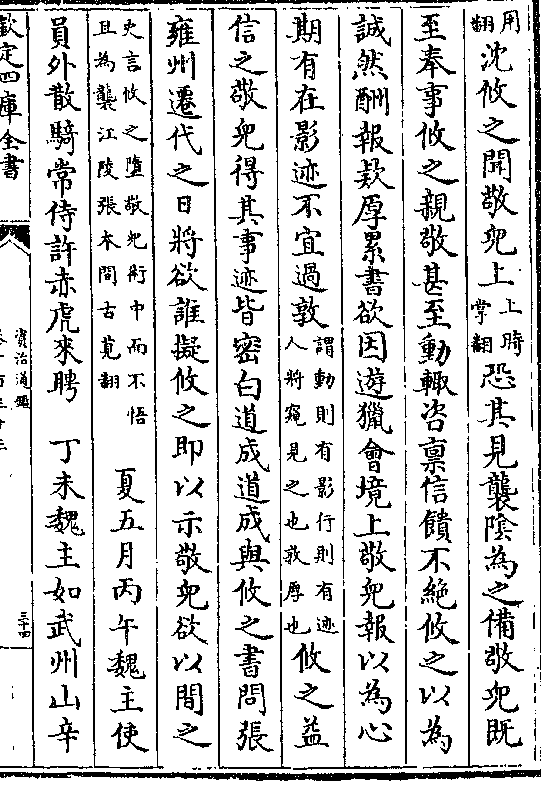 用翻沈攸之聞敬兒上上時掌翻恐其見襲陰為之備敬兒既
至奉事攸之親敬甚至動輒咨稟信饋不絶攸之以為
誠然酬報款厚累書欲因遊獵會境上敬兒報以為心
期有在影迹不宜過敦謂動則有影行則有迹人將窺見之也敦厚也攸之益
信之敬兒得其事迹皆密白道成道成與攸之書問張
雍州遷代之日將欲誰擬攸之即以示敬兒欲以間之
史言攸之墮敬兒術中而不悟且為襲江陵張本間古莧翻 夏五月丙午魏主使
員外散騎常侍許赤虎來聘 丁未魏主如武州山辛
欽定四庫全書
資治通鑑
三十四